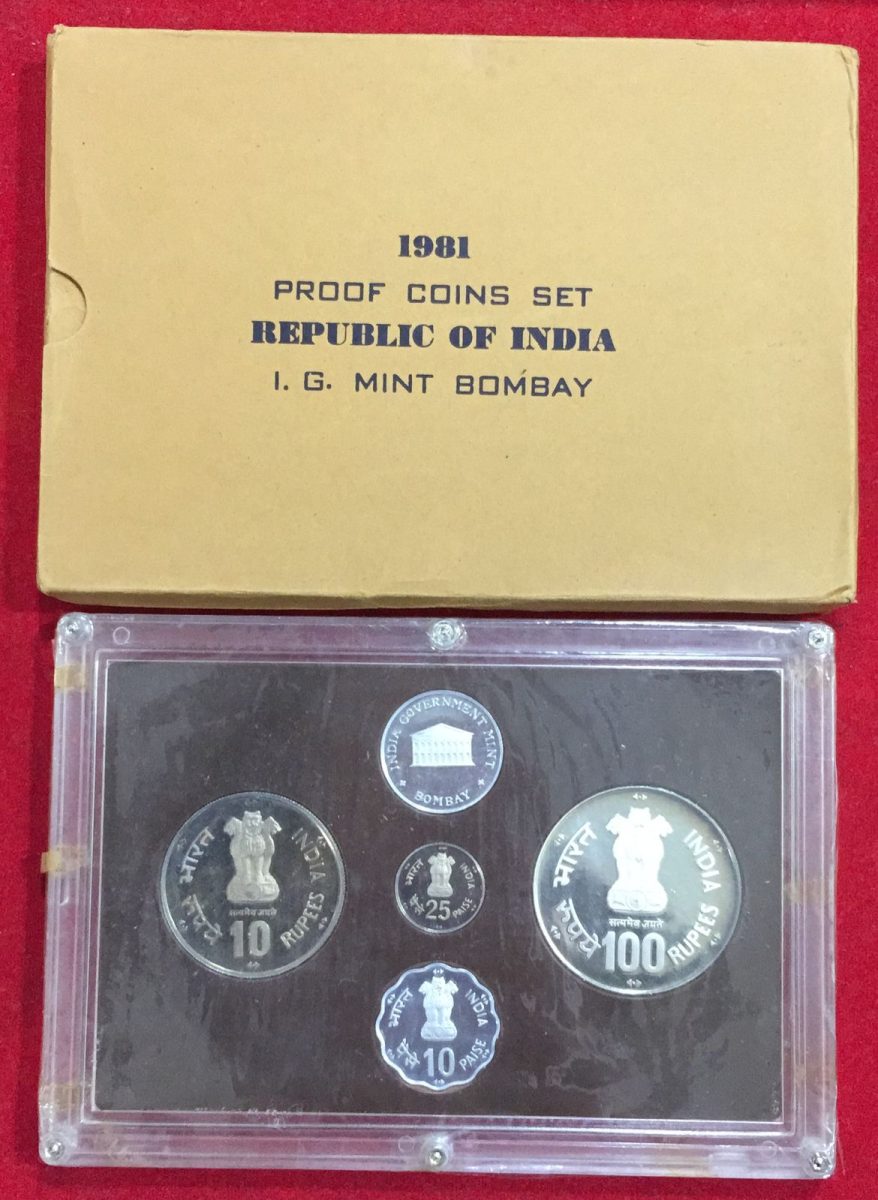 1981
PROOF COINS SET
REPUBLIC OF INDIA
I. G. MINT BOMBAY
INDIA GOVERNMENT MINT
BOMBAY
भारत INDIA
सत्यमेव जयते
रूपये 10 RUPEES
भारत INDIA
पैसे 25 PAISE
भारत INDIA
सत्यमेव जयते
रूपये 100 RUPEES
भारत INDIA
पैसे 10 PAISE